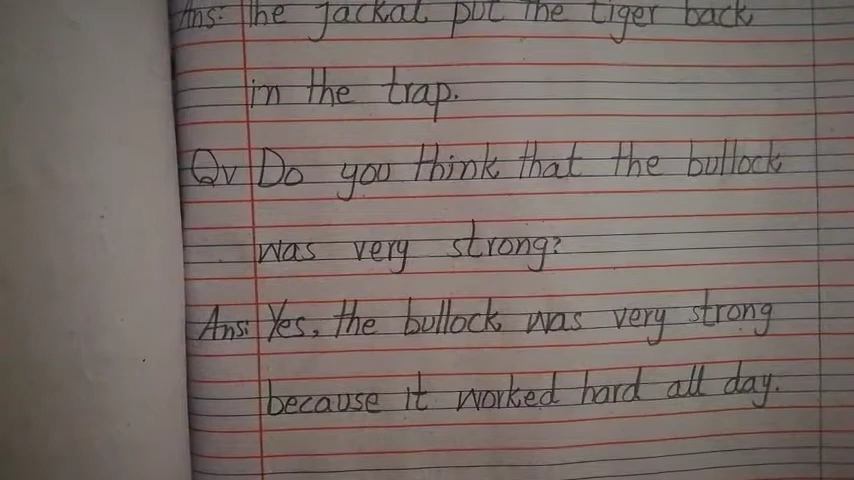 Ans: The jackal put the tiger back
in the trap.
Qv Do you think that the bullock
was very strong?
Ans: Yes, the bullock was very strong
because it worked hard all day.